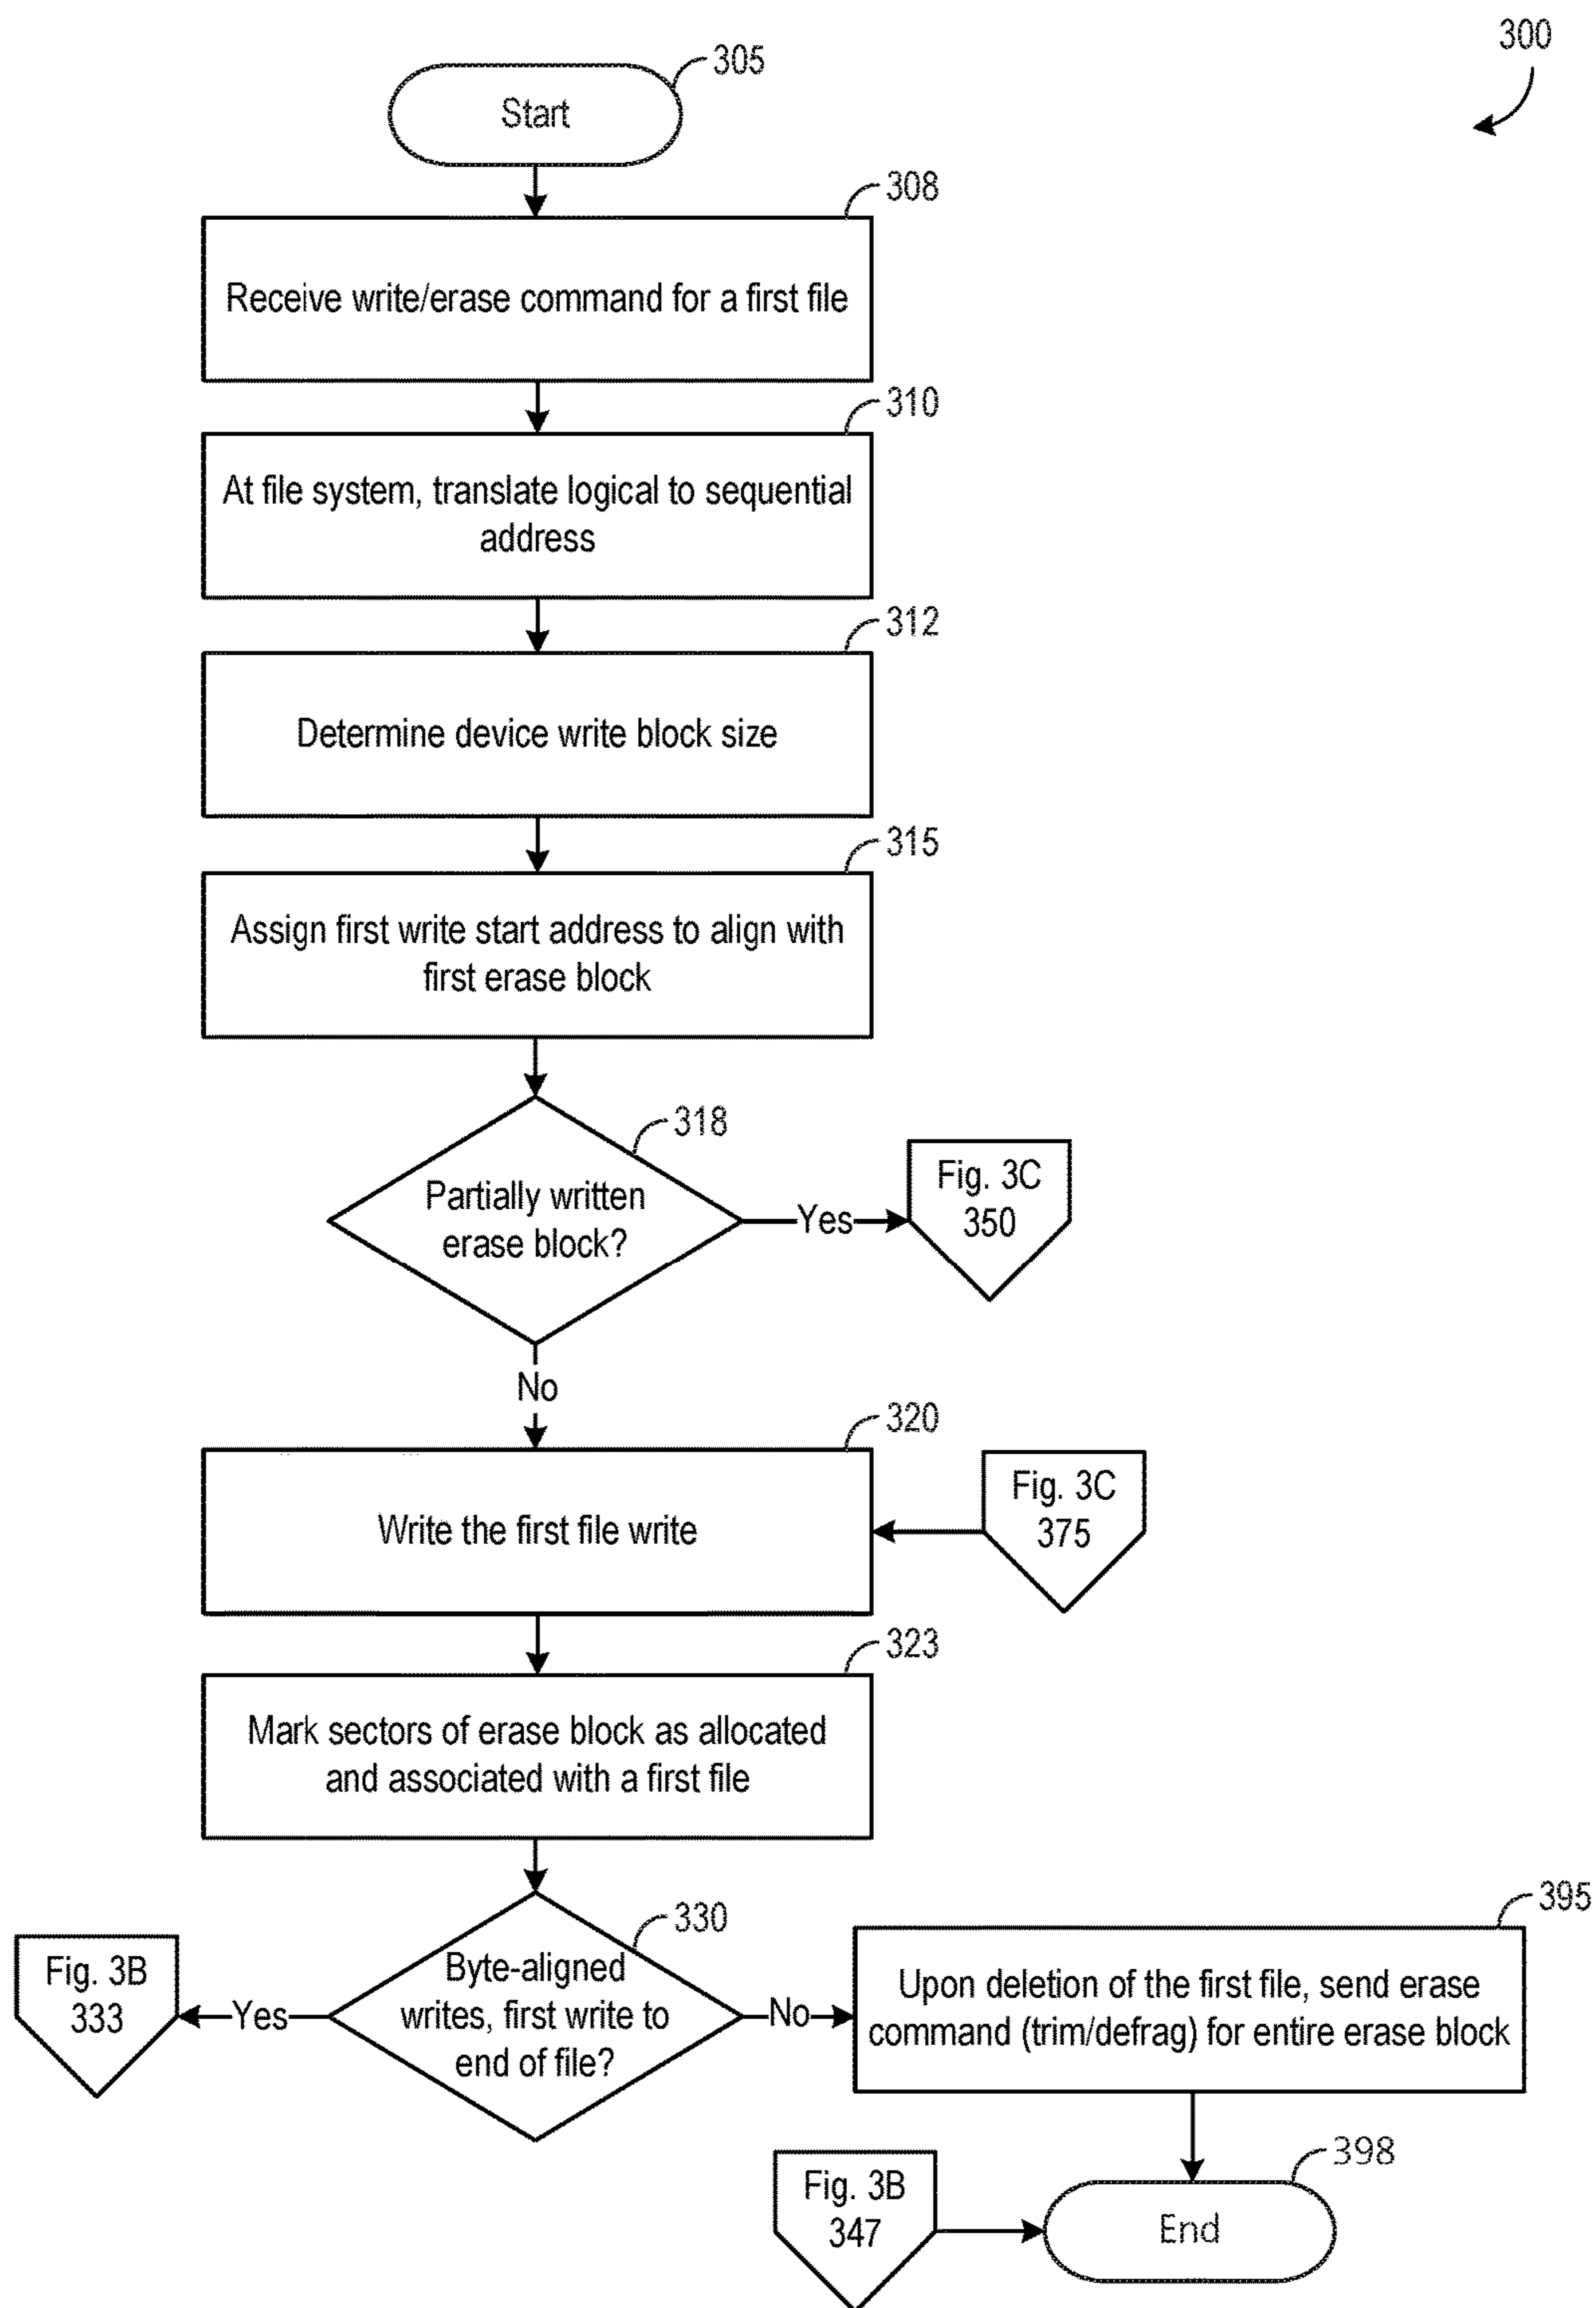 300
305
Start
308
Receive write/erase command for a first file
310
At file system, translate logical to sequential
address
312
Determine device write block size
315
Assign first write start address to align with
first erase block
318
Partially written
erase block?
Yes
Fig. 3C
350
No
320
Write the first file write
Fig. 3C
375
323
Mark sectors of erase block as allocated
and associated with a first file
330
Byte-aligned
writes, first write to
end of file?
Yes
Fig. 3B
333
No
395
Upon deletion of the first file, send erase
command (trim/defrag) for entire erase block
Fig. 3B
347
398
End